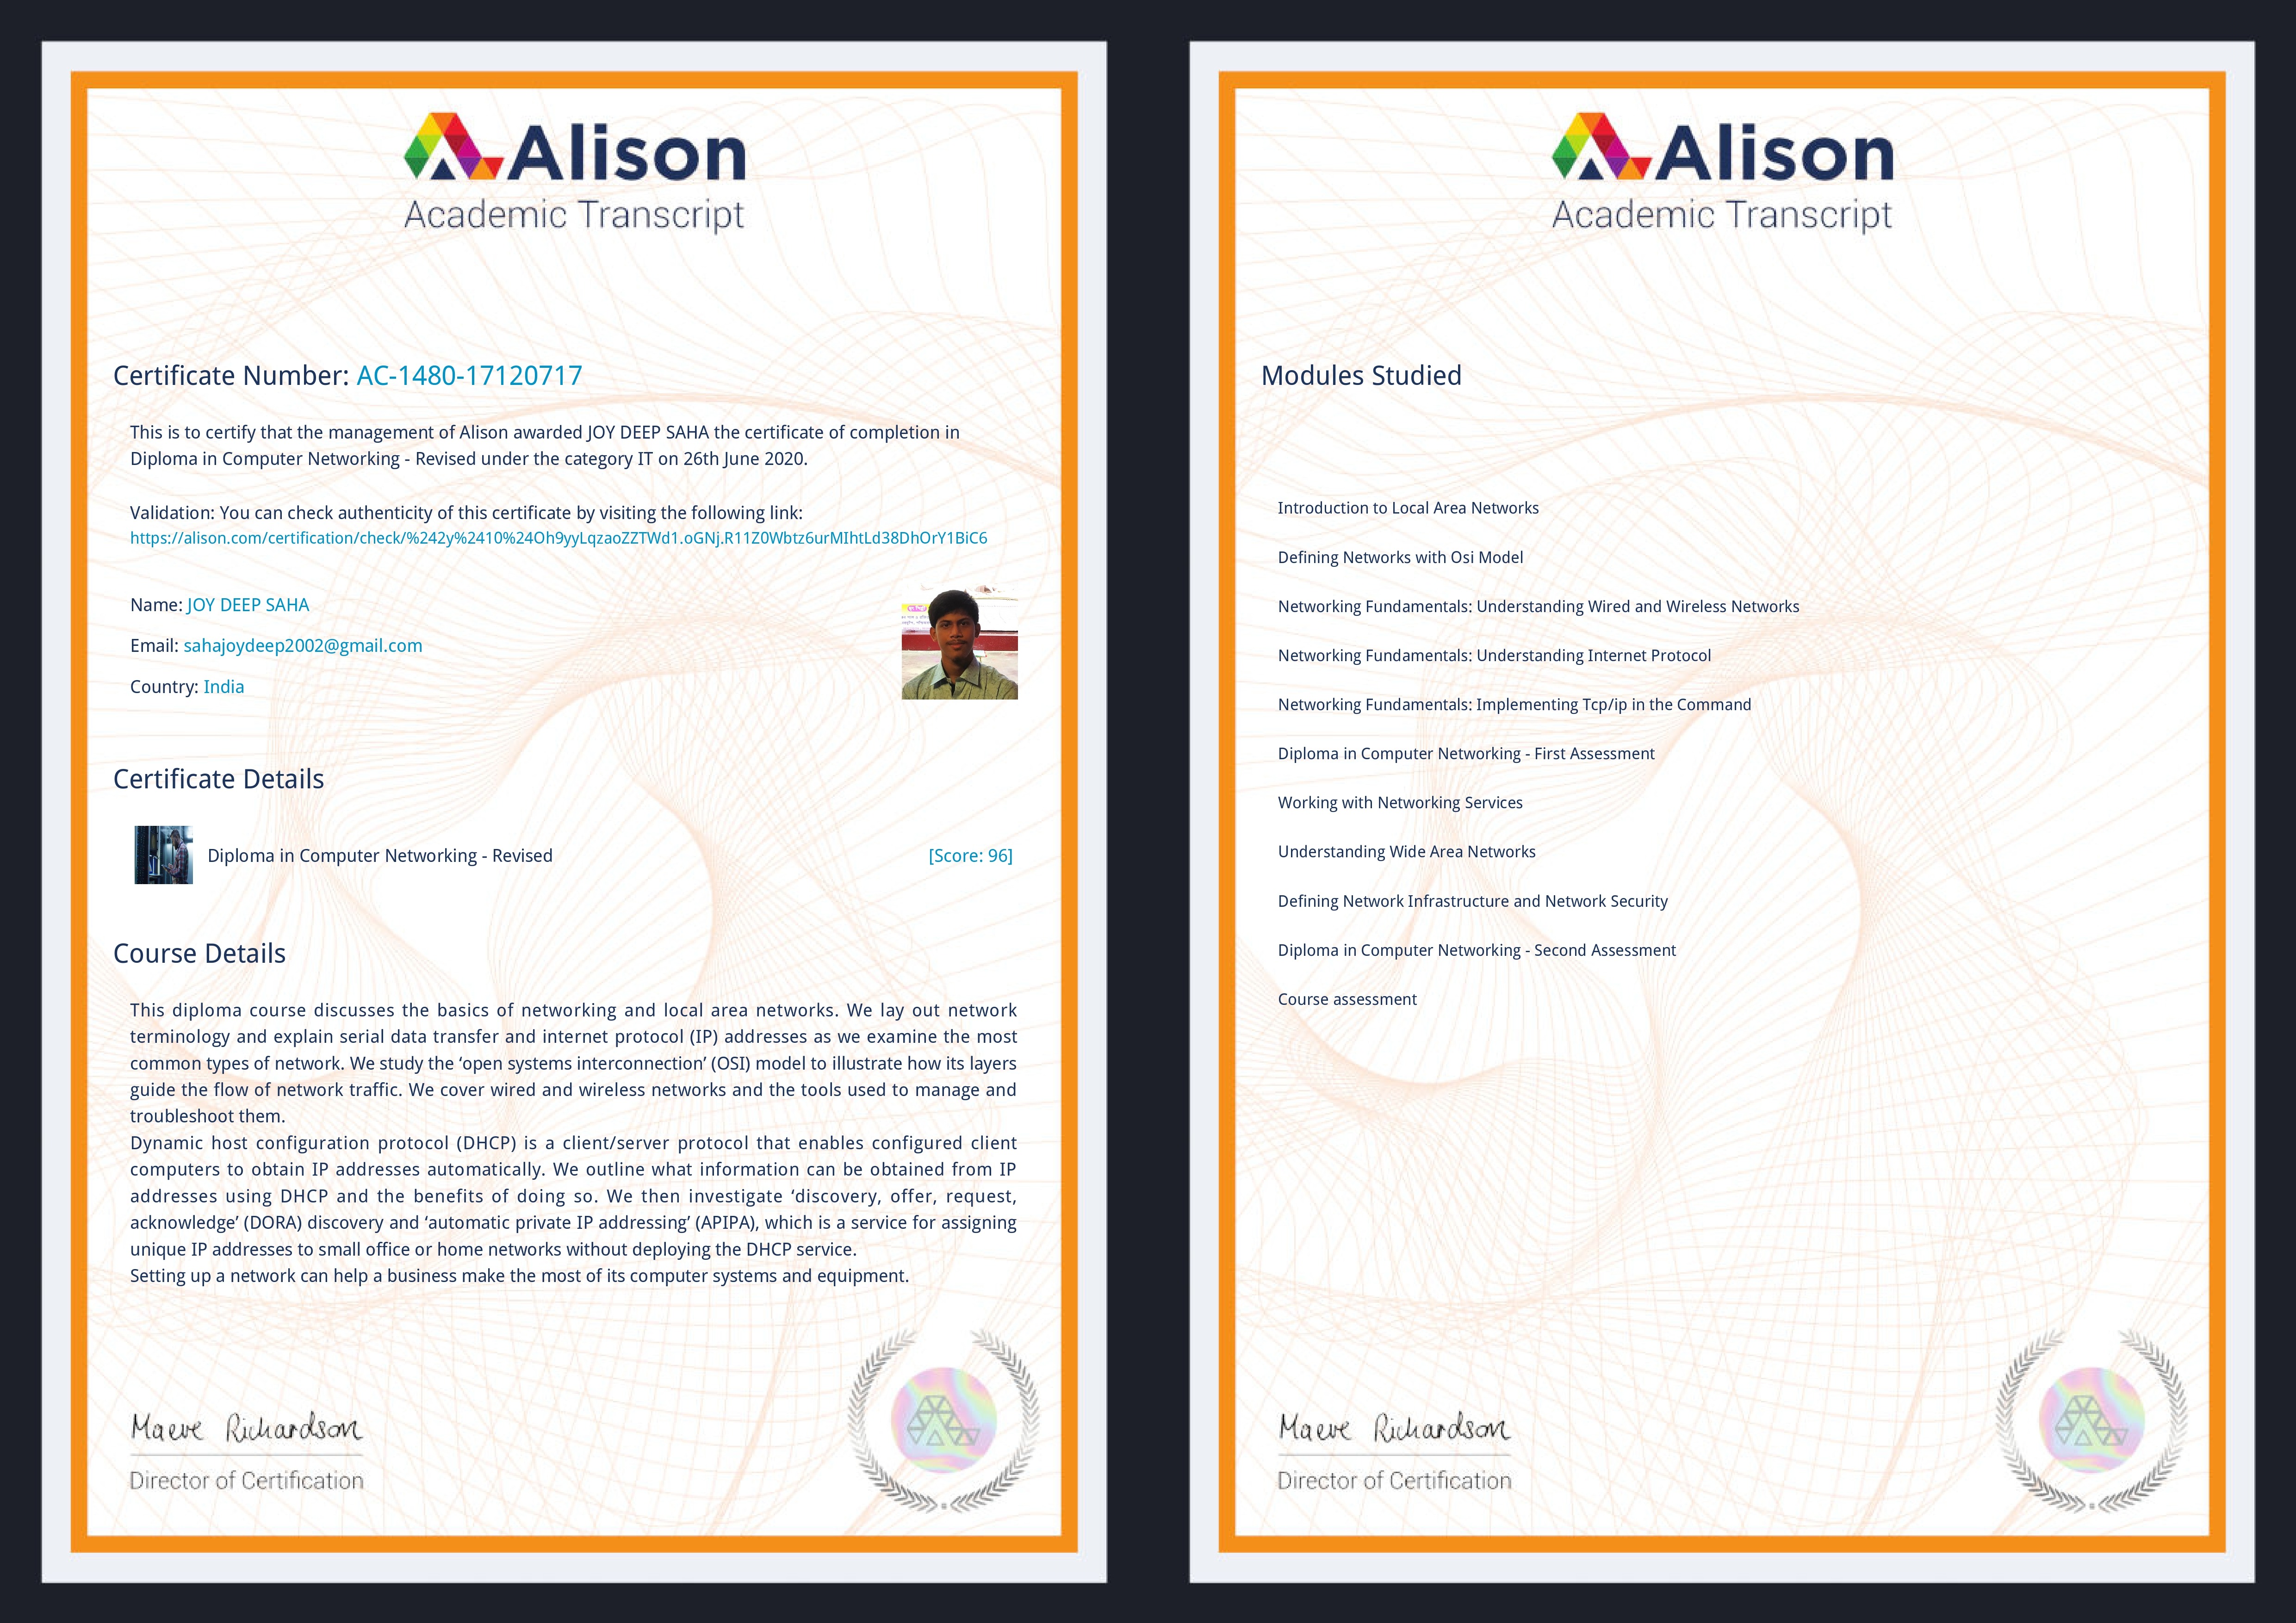 Alison
Academic Transcript
Certificate Number: AC-1480-17120717
This is to certify that the management of Alison awarded JOY DEEP SAHA the certificate of completion in
Diploma in Computer Networking - Revised under the category IT on 26th June 2020.
Validation: You can check authenticity of this certificate by visiting the following link:
https://alison.com/certification/check/%242y%2410%24Oh9yyLqzaoZZTWd1.oGNj.R11Z0Wbtz6urMIhtLd38DhOrY1BiC6
Name: JOY DEEP SAHA
Email: sahajoydeep2002@gmail.com
Country: India
Certificate Details
Diploma in Computer Networking - Revised [Score: 96]
Course Details
This diploma course discusses the basics of networking and local area networks. We lay out network
terminology and explain serial data transfer and internet protocol (IP) addresses as we examine the most
common types of network. We study the ‘open systems interconnection’ (OSI) model to illustrate how its layers
guide the flow of network traffic. We cover wired and wireless networks and the tools used to manage and
troubleshoot them.
Dynamic host configuration protocol (DHCP) is a client/server protocol that enables configured client
computers to obtain IP addresses automatically. We outline what information can be obtained from IP
addresses using DHCP and the benefits of doing so. We then investigate ‘discovery, offer, request,
acknowledge’ (DORA) discovery and ‘automatic private IP addressing’ (APIPA), which is a service for assigning
unique IP addresses to small office or home networks without deploying the DHCP service.
Setting up a network can help a business make the most of its computer systems and equipment.
Maeve Richardson
Director of Certification
Alison
Academic Transcript
Modules Studied
Introduction to Local Area Networks
Defining Networks with Osi Model
Networking Fundamentals: Understanding Wired and Wireless Networks
Networking Fundamentals: Understanding Internet Protocol
Networking Fundamentals: Implementing Tcp/ip in the Command
Diploma in Computer Networking - First Assessment
Working with Networking Services
Understanding Wide Area Networks
Defining Network Infrastructure and Network Security
Diploma in Computer Networking - Second Assessment
Course assessment
Maeve Richardson
Director of Certification